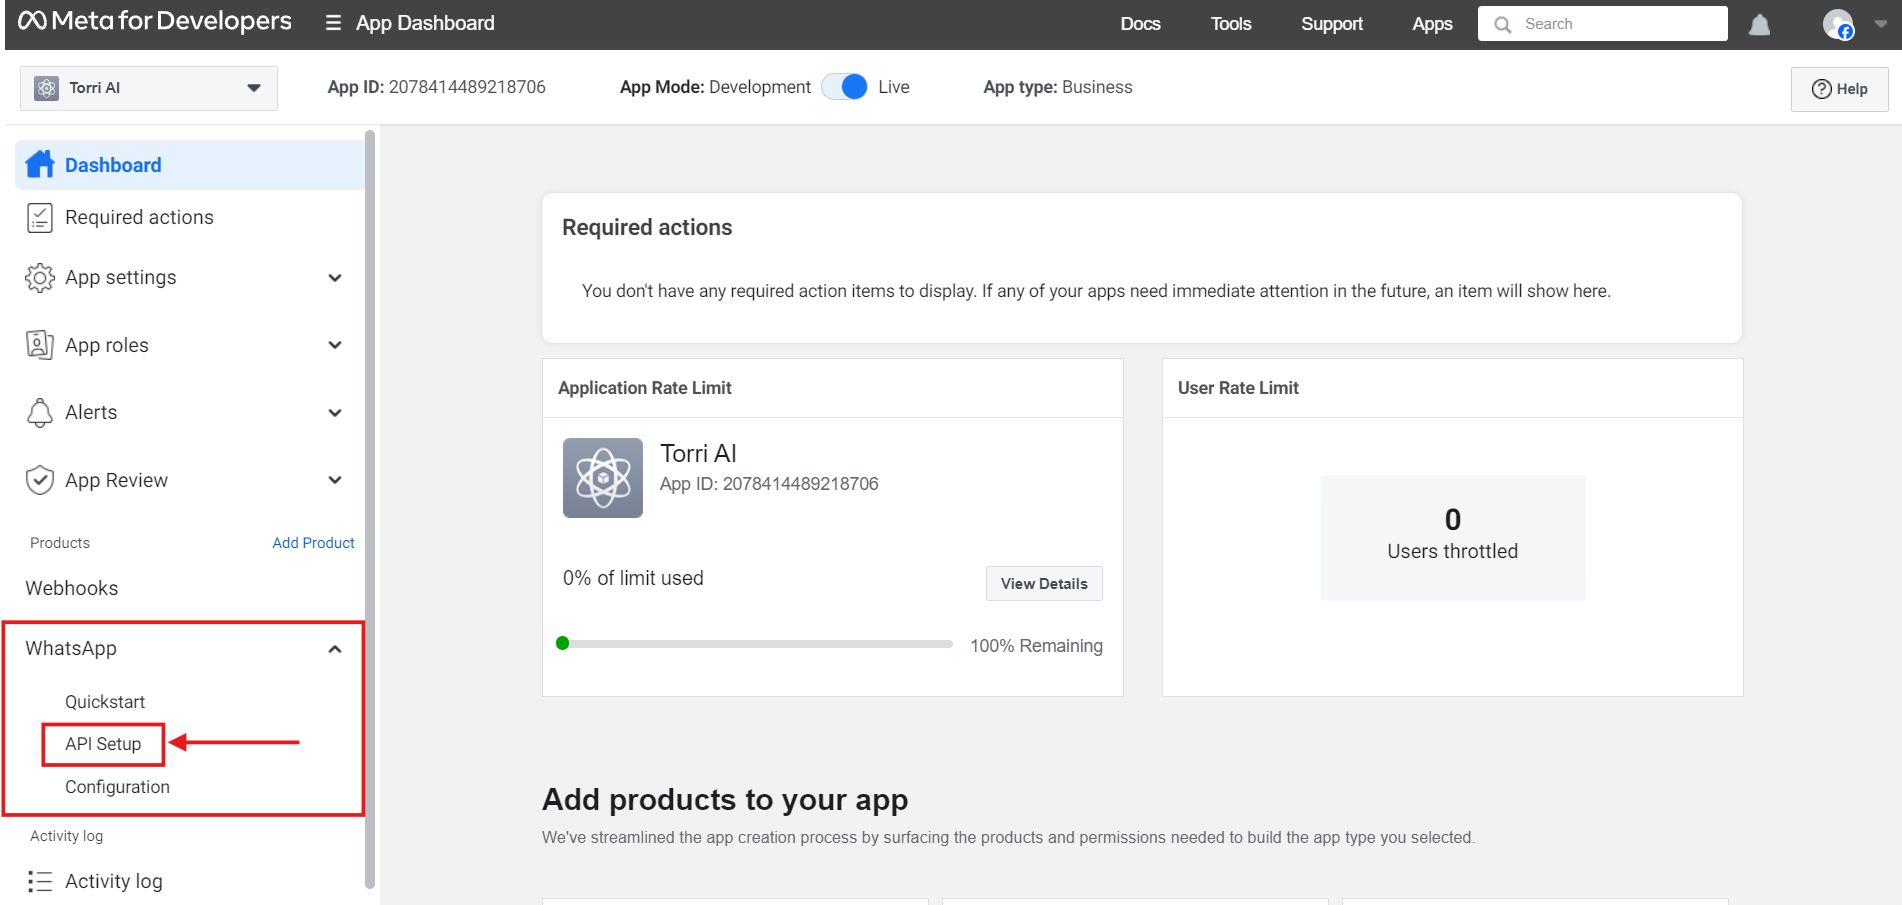 Meta for Developers
App Dashboard
Docs
Tools
Support
Apps
Search
Torri AI
App ID: 2078414489218706
App Mode: Development
Live
App type: Business
Help
Dashboard
Required actions
App settings
App roles
Alerts
App Review
Products
Add Product
Webhooks
WhatsApp
Quickstart
API Setup
Configuration
Activity log
Activity log
Required actions
You don't have any required action items to display. If any of your apps need immediate attention in the future, an item will show here.
Application Rate Limit
Torri AI
App ID: 2078414489218706
0% of limit used
View Details
100% Remaining
User Rate Limit
0
Users throttled
Add products to your app
We've streamlined the app creation process by surfacing the products and permissions needed to build the app type you selected.